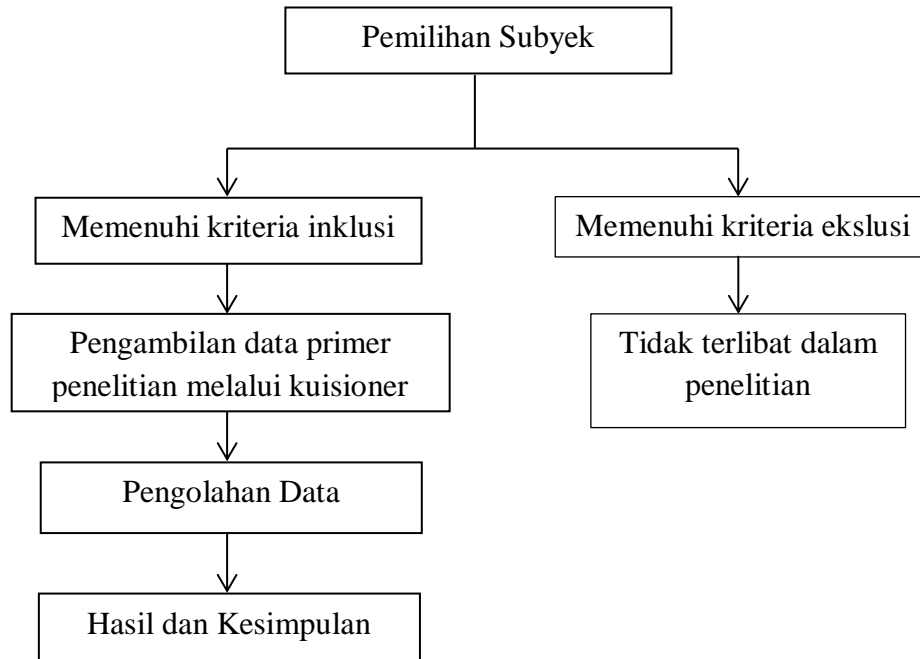 Pemilihan Subyek
Memenuhi kriteria inklusi
Memenuhi kriteria ekslusi
Pengambilan data primer
penelitian melalui kuisioner
Tidak terlibat dalam
penelitian
Pengolahan Data
Hasil dan Kesimpulan